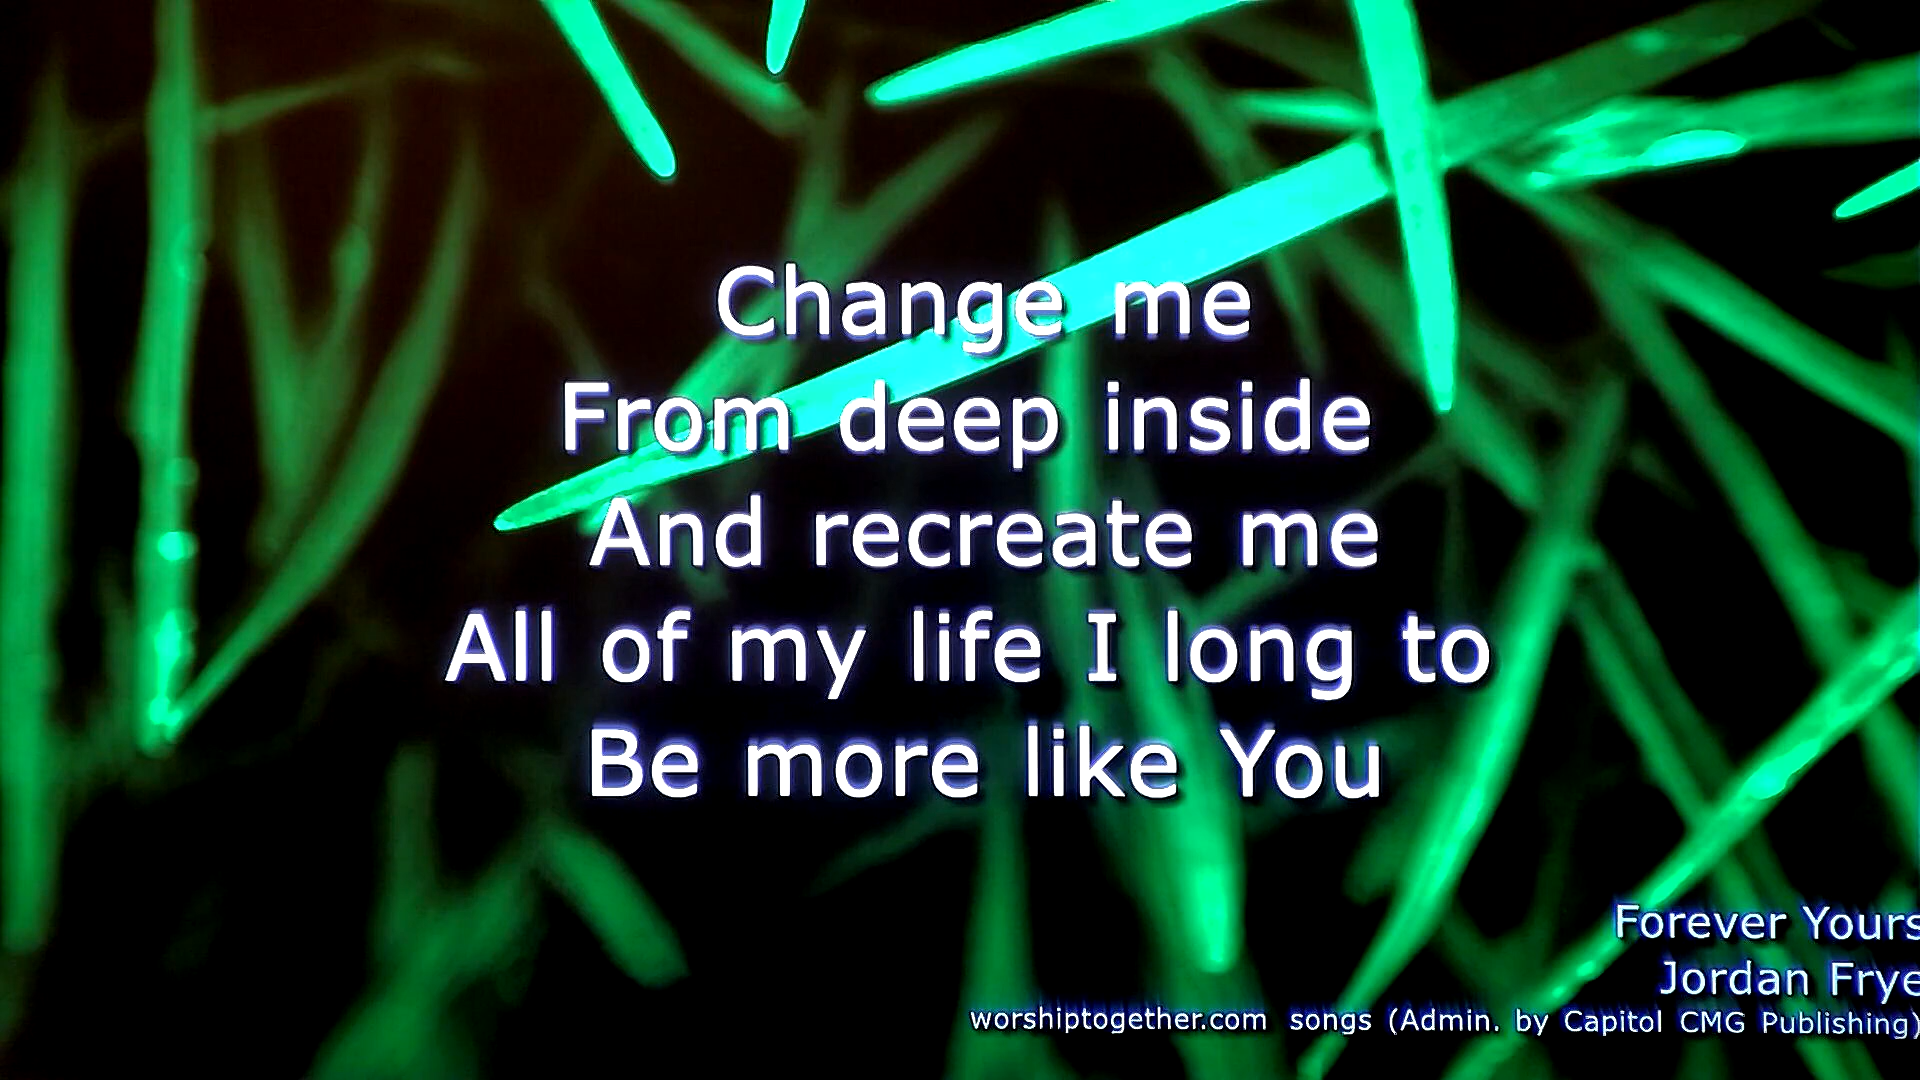 Change me
From deep inside
And recreate me
All of my life I long to
Be more like You
Forever Yours
Jordan Frye
worshiptogether.com songs (Admin. by Capitol CMG Publishing)